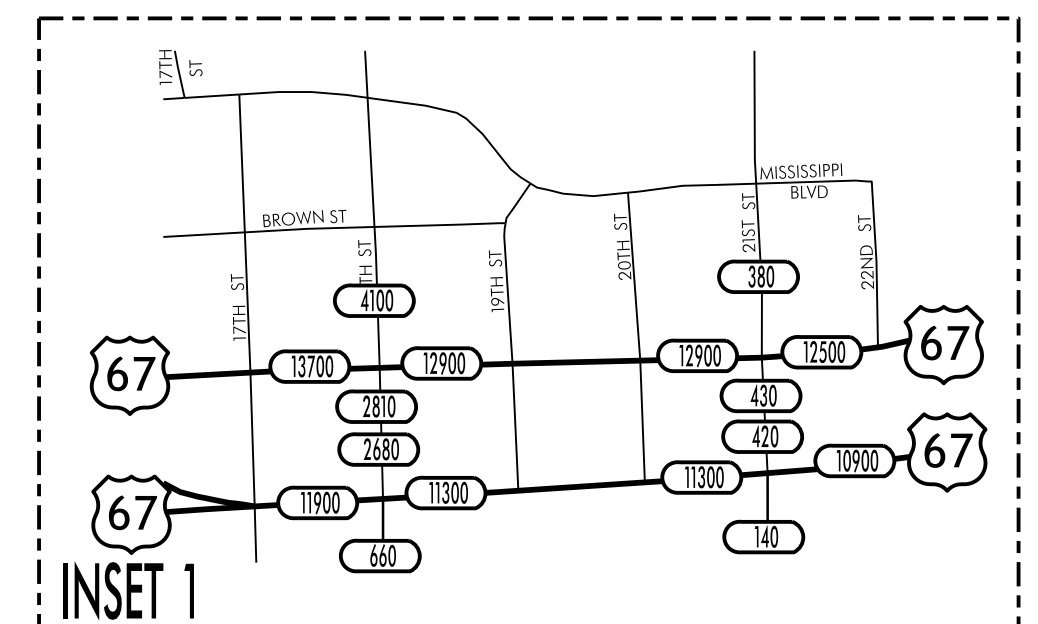 17TH
ST
MISSISSIPPI
BLVD
BROWN ST
17TH ST
TH ST
19TH ST
20TH ST
21ST ST
22ND ST
380
4100
67
13700
12900
12900
12500
67
2810
430
2680
420
67
11900
11300
11300
10900
67
660
140
INSET 1